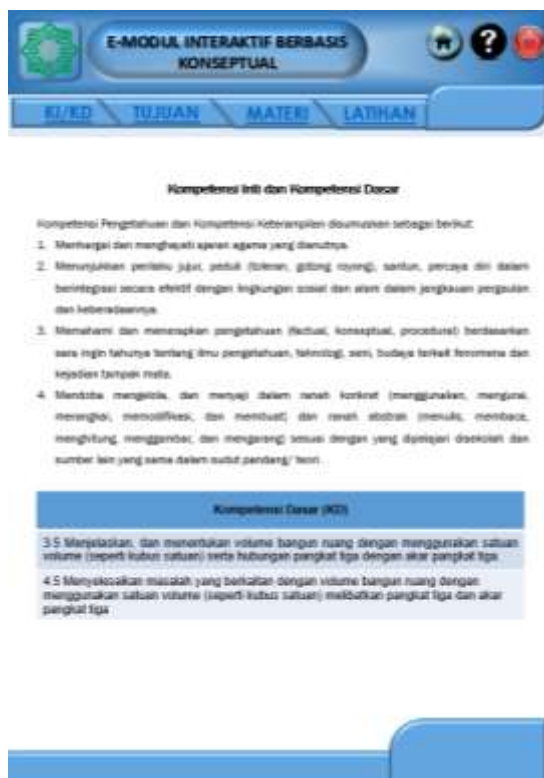 E-MODUL INTERAKTIF BERBASIS
KONSEPTUAL
?
KI/KD TUJUAN MATERI LATIHAN
Kompetensi Inti dan Kompetensi Dasar
Kompetensi Pengetahuan dan Kompetensi Keterampilan dirumuskan sebagai berikut:
1. Menhargai dan menghayati ajaran agama yang dianutnya.
2. Menunjukkan perilaku jujur, peduli (toleran, gotong royong), santun, percaya diri dalam
berintegrasi secara efektif dengan lingkungan sosial dan alam dalam jangkauan pergaulan
dan keberadaannya.
3. Memahami dan menerapkan pengetahuan (factual, konseptual, procedural) berdasarkan
rasa ingin tahunya tentang ilmu pengetahuan, teknologi, seni, budaya terkait fenomena dan
kejadian tampak mata.
4. mengelola, dan menyaji dalam ranah konkret (menggunakan, mengurai,
merangkai, memodifikasi, dan membuat) dan ranah abstrak (menulis, membaca,
menghitung, menggambar, dan mengarang) sesuai dengan yang dipelajari disekolah dan
sumber lain yang sama dalam sudut pandang/ teori.
Kompetensi Dasar (KD)
3.5 Menjelaskan, dan menentukan volume bangun ruang dengan menggunakan satuan
volume (seperti kubus satuan) serta hubungan pangkat tiga dengan akar pangkat tiga
4.5 Menyelesaikan masalah yang berkaitan dengan volume bangun ruang dengan
menggunakan satuan volume (seperti kubus satuan) melibatkan pangkat tiga dan akar
pangkat tiga